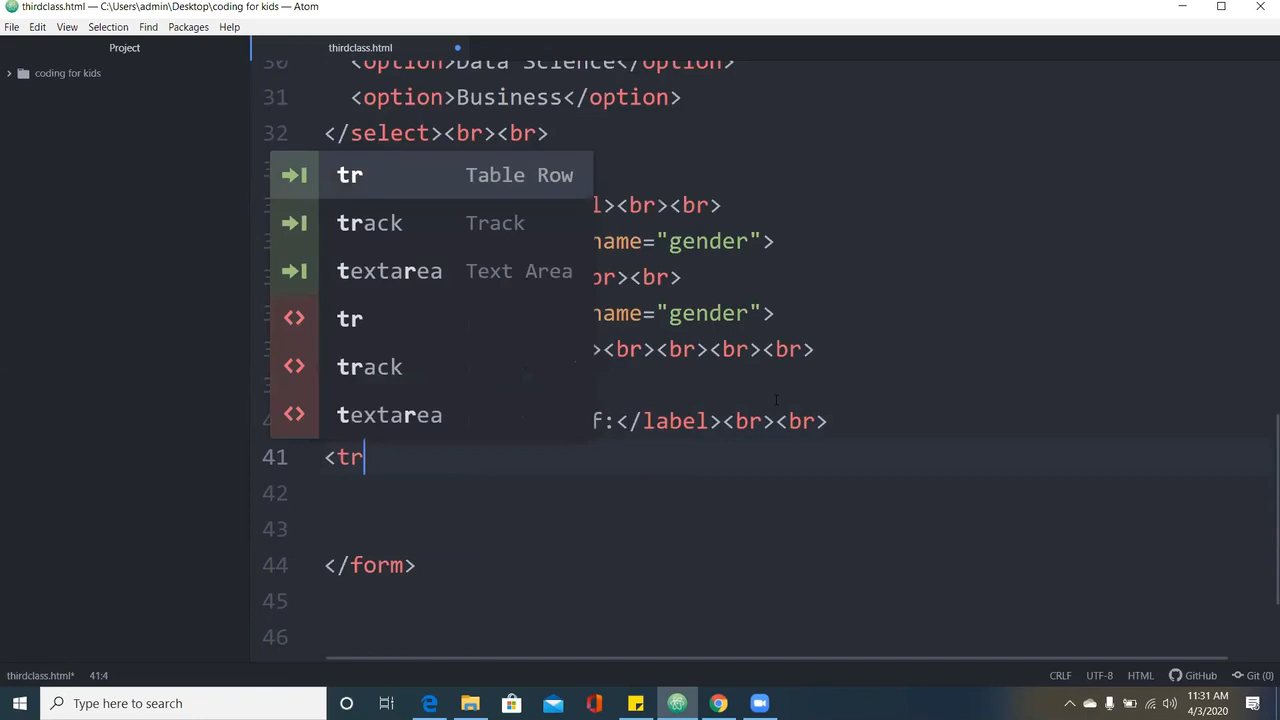 thirdclass.html — C:\Users\admin\Desktop\coding for kids — Atom
File Edit View Selection Find Packages Help
Project
thirdclass.html
coding for kids
30 <option>Data Science</option>
31 <option>Business</option>
32 </select><br><br>
tr Table Row
track Track
l><br><br>
name="gender">
textarea Text Area
br><br>
tr
name="gender">
><br><br><br><br>
track
textarea
f:</label><br><br>
41 <tr
42
43
44 </form>
45
46
thirdclass.html* 41:4
CRLF UTF-8 HTML GitHub Git (0)
Type here to search
11:31 AM
4/3/2020